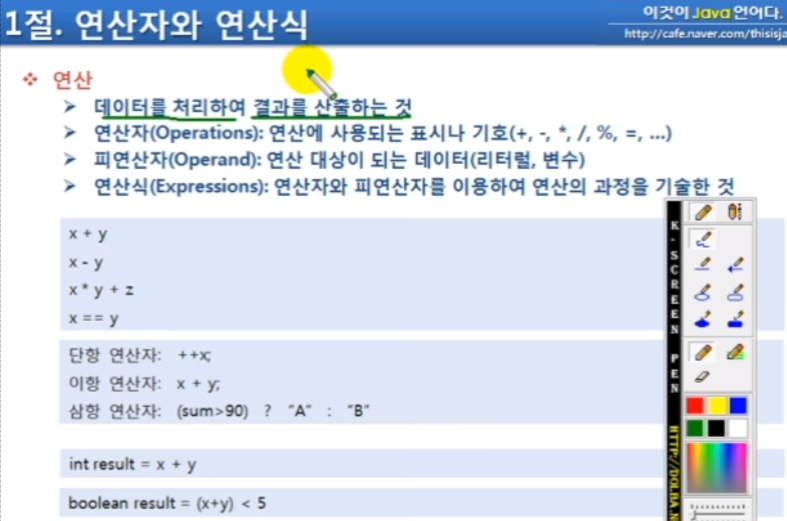 1절. 연산자와 연산식
이것이 Java 언어다.
http://cafe.naver.com/thisisja
❖ 연산
➢ 데이터를 처리하여 결과를 산출하는 것
➢ 연산자(Operations): 연산에 사용되는 표시나 기호(+, -, *, /, %, =, ...)
➢ 피연산자(Operand): 연산 대상이 되는 데이터(리터럴, 변수)
➢ 연산식(Expressions): 연산자와 피연산자를 이용하여 연산의 과정을 기술한 것
x + y
x - y
x * y + z
x == y
단항 연산자: ++x;
이항 연산자: x + y;
삼항 연산자: (sum>90) ? "A" : "B"
int result = x + y
boolean result = (x+y) < 5
K-SCREEN PEN
HTTP://DOLBA.N